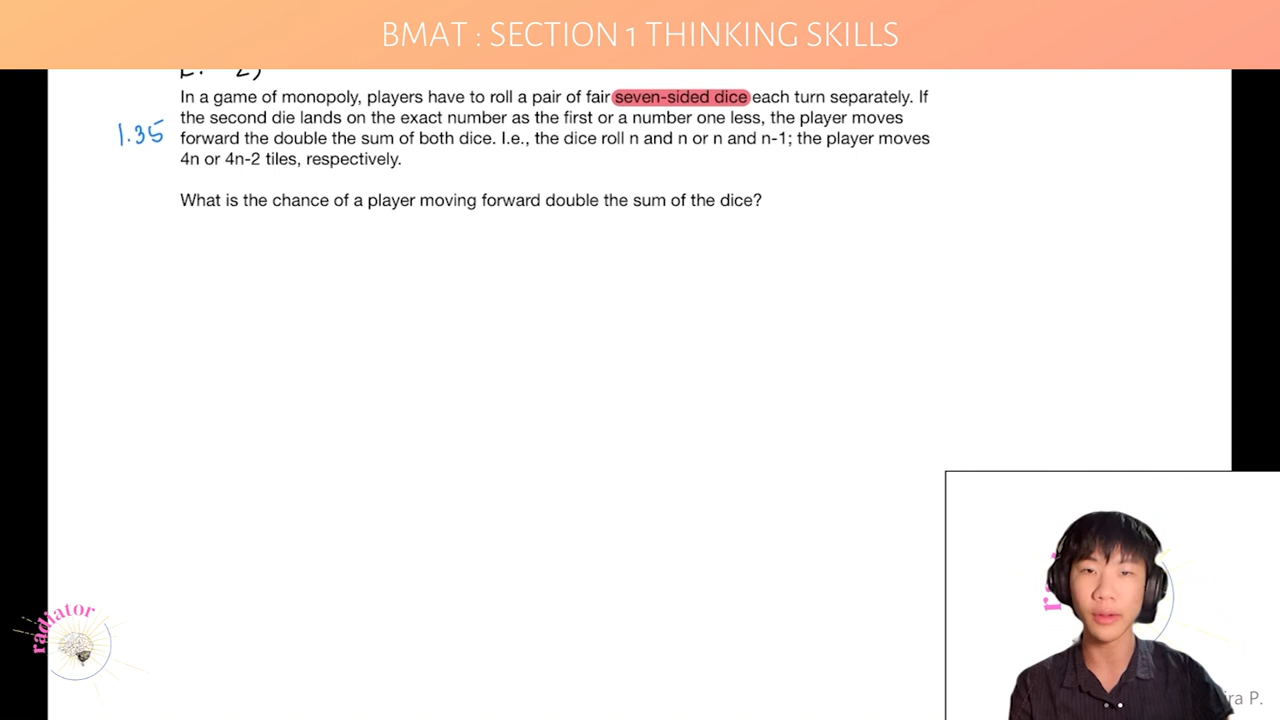 BMAT : SECTION 1 THINKING SKILLS
In a game of monopoly, players have to roll a pair of fair seven-sided dice each turn separately. If
the second die lands on the exact number as the first or a number one less, the player moves
1.35 forward the double the sum of both dice. I.e., the dice roll n and n or n and n-1; the player moves
4n or 4n-2 tiles, respectively.
What is the chance of a player moving forward double the sum of the dice?
radiator
ira P.